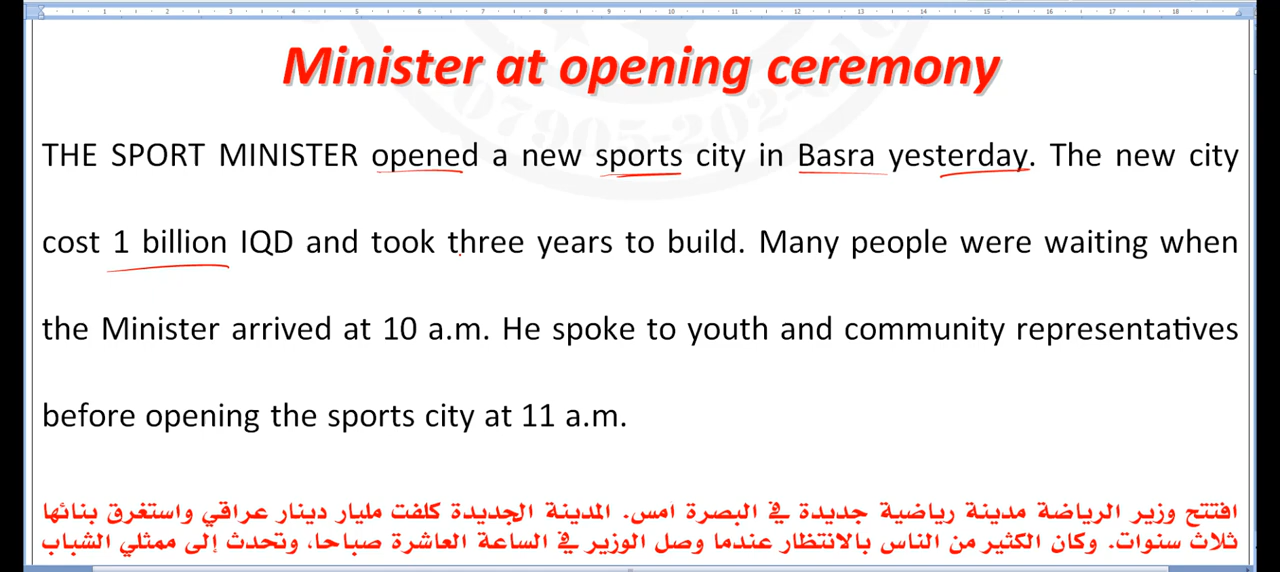 Minister at opening ceremony
THE SPORT MINISTER opened a new sports city in Basra yesterday. The new city
cost 1 billion IQD and took three years to build. Many people were waiting when
the Minister arrived at 10 a.m. He spoke to youth and community representatives
before opening the sports city at 11 a.m.
افتتح وزير الرياضة مدينة رياضية جديدة في البصرة امس. المدينة الجديدة كلفت مليار دينار عراقي واستغرق بنائها
ثلاث سنوات. وكان الكثير من الناس بالانتظار عندما وصل الوزير في الساعة العاشرة صباحا، وتحدث إلى ممثلي الشباب